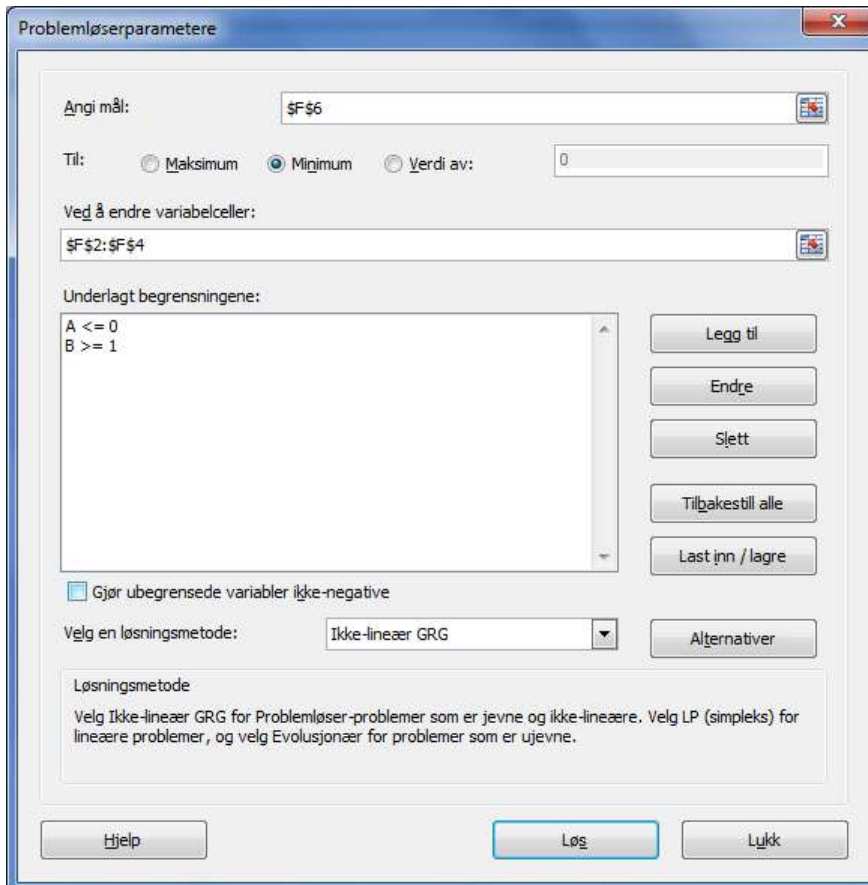 Problemløserparametere
Angi mål:
$F$6
Til:
Maksimum
Minimum
Verdi av:
0
Ved å endre variabelceller:
$F$2:$F$4
Underlagt begrensningene:
A <= 0
B >= 1
Legg til
Endre
Slett
Tilbakestill alle
Last inn / lagre
Gjør ubegrensede variabler ikke-negative
Velg en løsningsmetode:
Ikke-lineær GRG
Alternativer
Løsningsmetode
Velg Ikke-lineær GRG for Problemløser-problemer som er jevne og ikke-lineære. Velg LP (simpleks) for
lineære problemer, og velg Evolusjonær for problemer som er ujevne.
Hjelp
Løs
Lukk